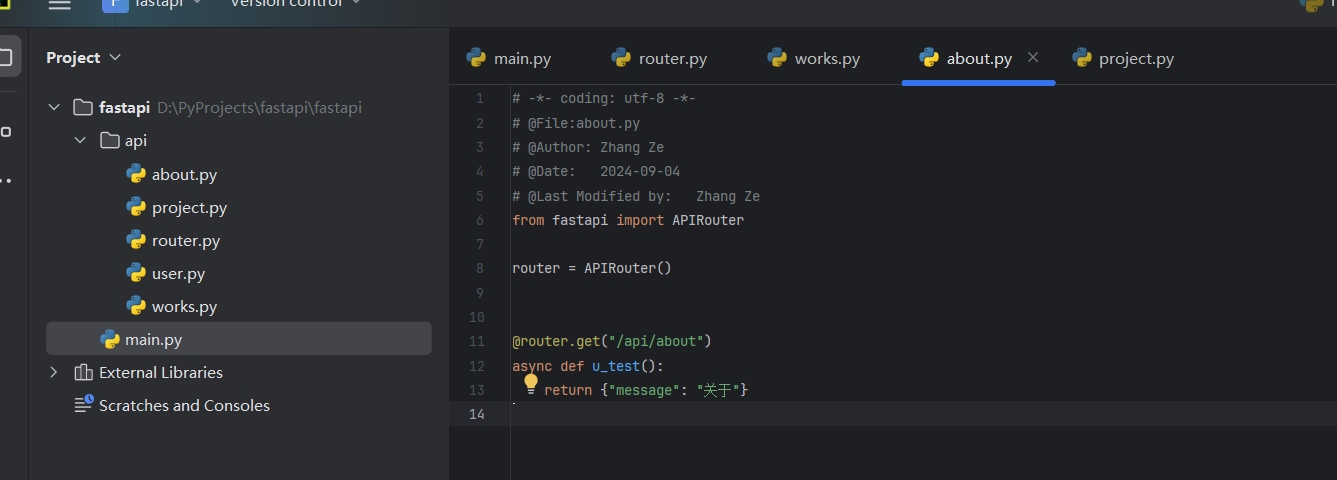 F fastapi Version control
Project
main.py router.py works.py about.py project.py
fastapi D:\PyProjects\fastapi\fastapi
api
about.py
project.py
router.py
user.py
works.py
main.py
External Libraries
Scratches and Consoles
1 # -*- coding: utf-8 -*-
2 # @File:about.py
3 # @Author: Zhang Ze
4 # @Date:   2024-09-04
5 # @Last Modified by:   Zhang Ze
6 from fastapi import APIRouter
7
8 router = APIRouter()
9
10
11 @router.get("/api/about")
12 async def u_test():
13     return {"message": "关于"}
14